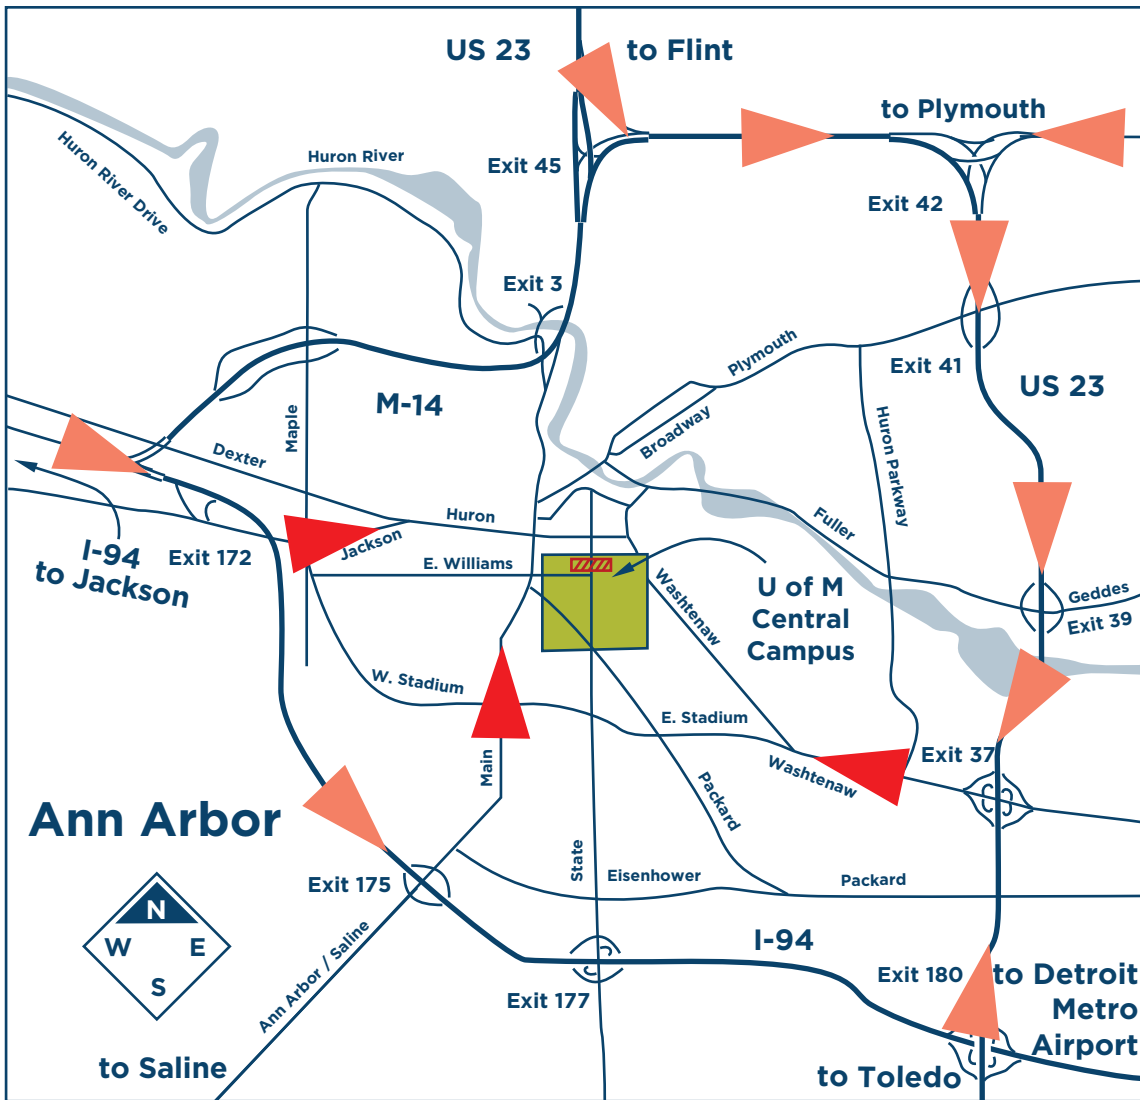 US 23
to Flint
to Plymouth
Exit 45
Huron River
Huron River Drive
Exit 42
Exit 3
Plymouth
Exit 41
US 23
M-14
Maple
Broadway
Huron Parkway
Dexter
Huron
Jackson
Fuller
I-94
to Jackson
Exit 172
E. Williams
Washtenaw
U of M
Central
Campus
Geddes
Exit 39
W. Stadium
E. Stadium
Exit 37
Washtenaw
Main
Packard
Ann Arbor
State
Exit 175
Eisenhower
Packard
N
W
E
S
I-94
Ann Arbor / Saline
Exit 177
Exit 180
to Detroit
Metro
Airport
to Saline
to Toledo